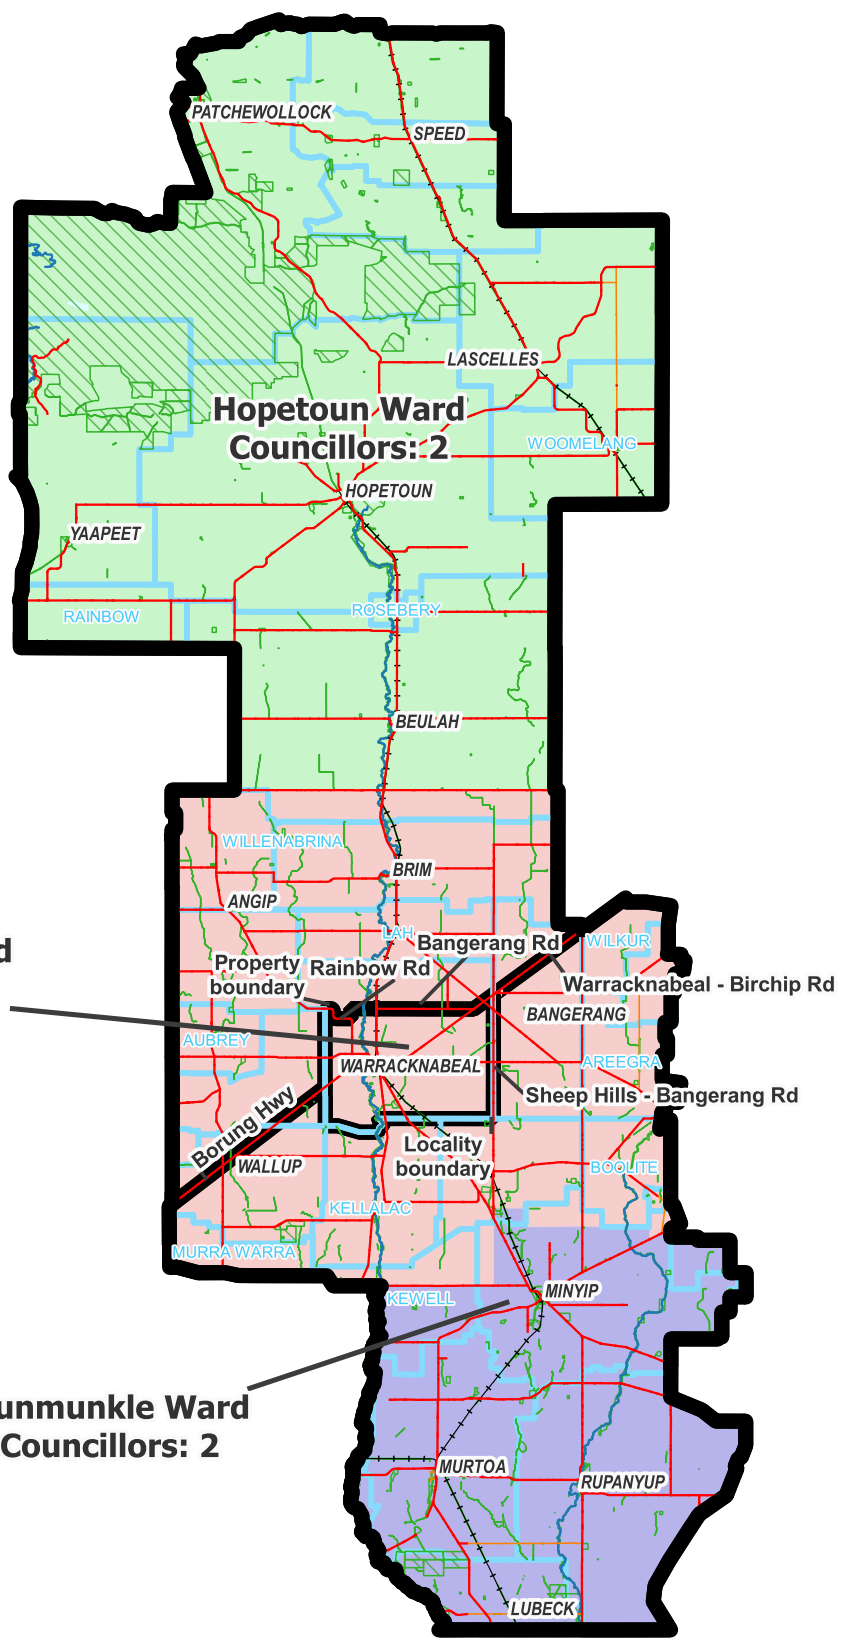 PATCHEWOLLOCK
SPEED
LASCELLES
Hopetoun Ward
Councillors: 2
WOOMELANG
HOPETOUN
YAAPEET
RAINBOW
ROSEBERY
BEULAH
WILLENABRINA
BRIM
ANGIP
LAH
Bangerang Rd
WILKUR
d
Property
boundary
Rainbow Rd
Warracknabeal - Birchip Rd
BANGERANG
AUBREY
WARRACKNABEAL
AREEGRA
Sheep Hills - Bangerang Rd
Borung Hwy
Locality
boundary
WALLUP
BOOLITE
KELLALAC
MURRA WARRA
MINYIP
KEWELL
unmunkle Ward
Councillors: 2
MURTOA
RUPANYUP
LUBECK